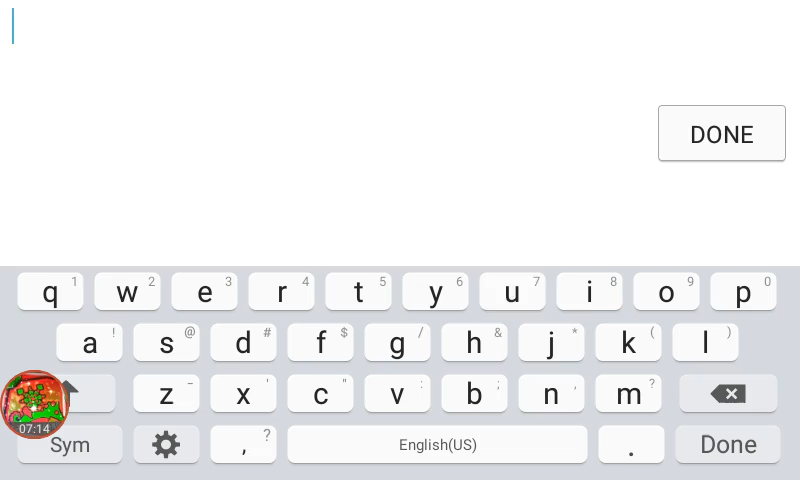 DONE
q 1 w 2 e 3 r 4 t 5 y 6 u 7 i 8 o 9 p 0
a ! s @ d # f $ g / h & j * k ( l )
z - x ' c " v : b ; n , m ?
07:14
Sym , ? English(US) . Done